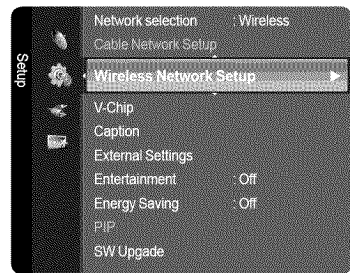 Setup
Network selection : Wireless
Cable Network Setup
Wireless Network Setup
V-Chip
Caption
External Settings
Entertainment : Off
Energy Saving : Off
PIP
SW Upgade